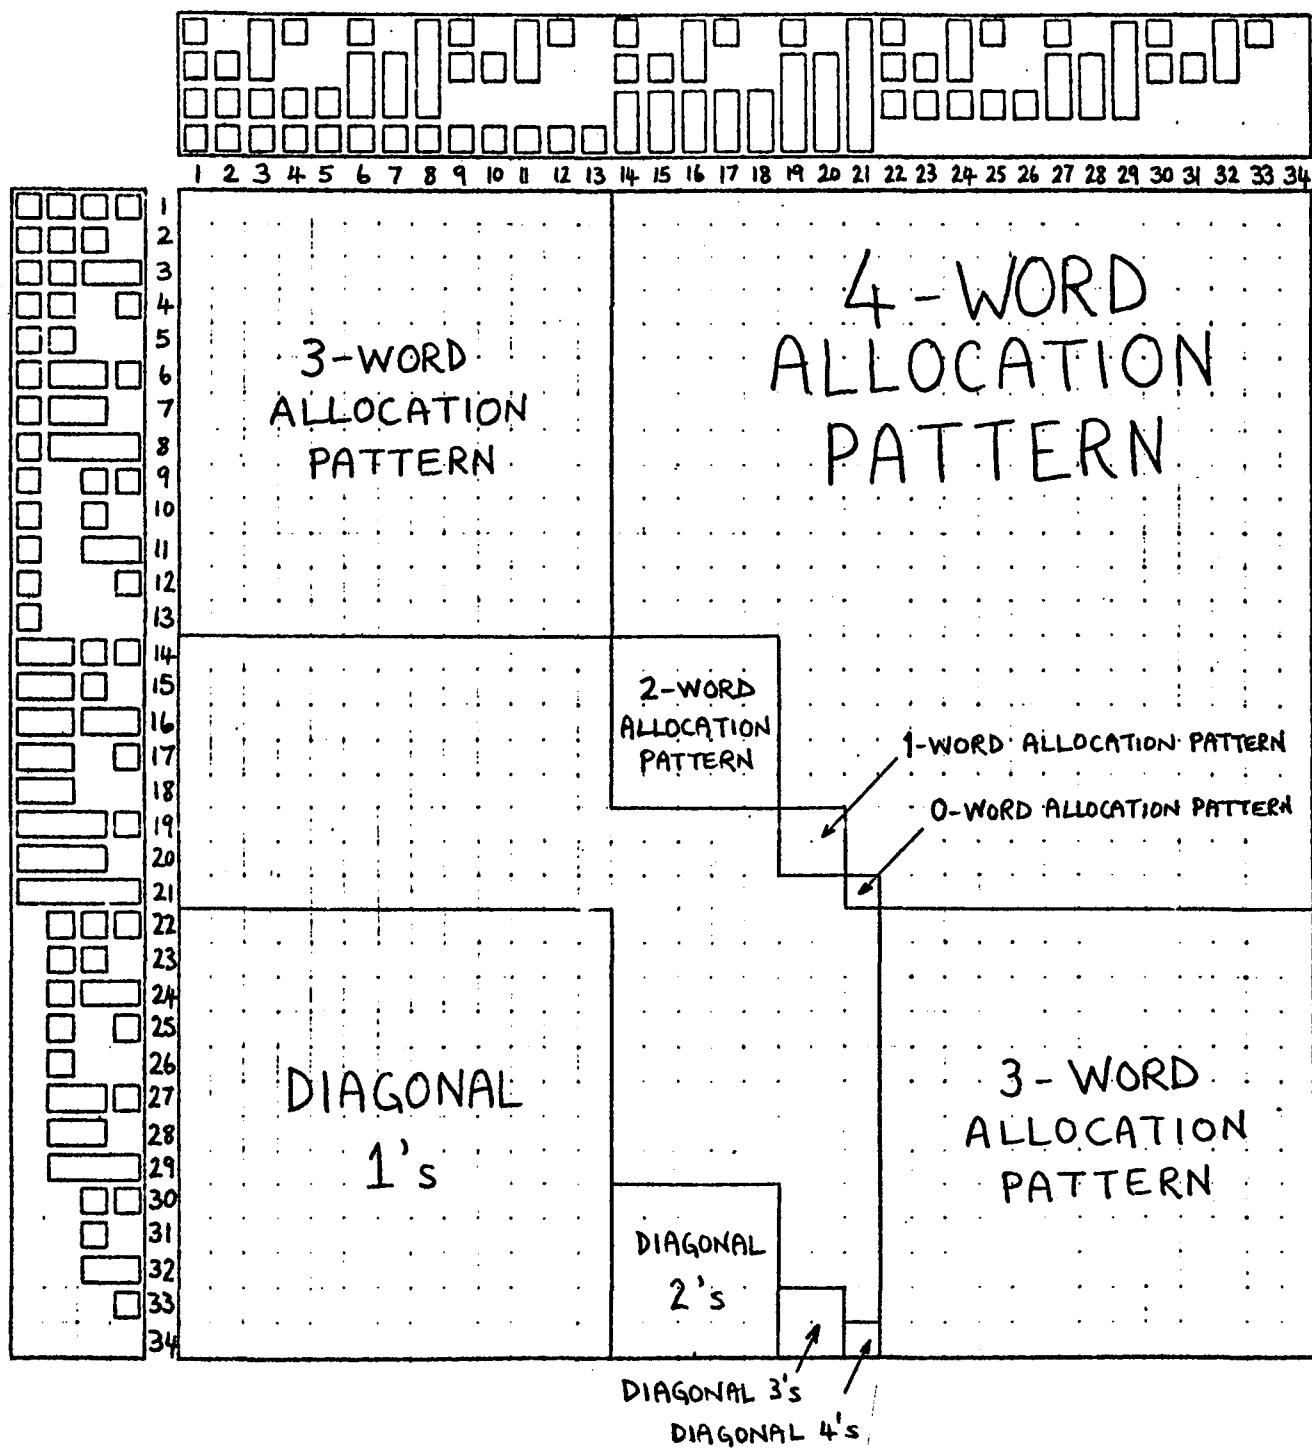 1 2 3 4 5 6 7 8 9 10 11 12 13 14 15 16 17 18 19 20 21 22 23 24 25 26 27 28 29 30 31 32 33 34
1
2
3
4
5
6
7
8
9
10
11
12
13
14
15
16
17
18
19
20
21
22
23
24
25
26
27
28
29
30
31
32
33
34
3-WORD
ALLOCATION
PATTERN
4-WORD
ALLOCATION
PATTERN
2-WORD
ALLOCATION
PATTERN
1-WORD ALLOCATION PATTERN
0-WORD ALLOCATION PATTERN
DIAGONAL
1's
3-WORD
ALLOCATION
PATTERN
DIAGONAL
2's
DIAGONAL 3's
DIAGONAL 4's